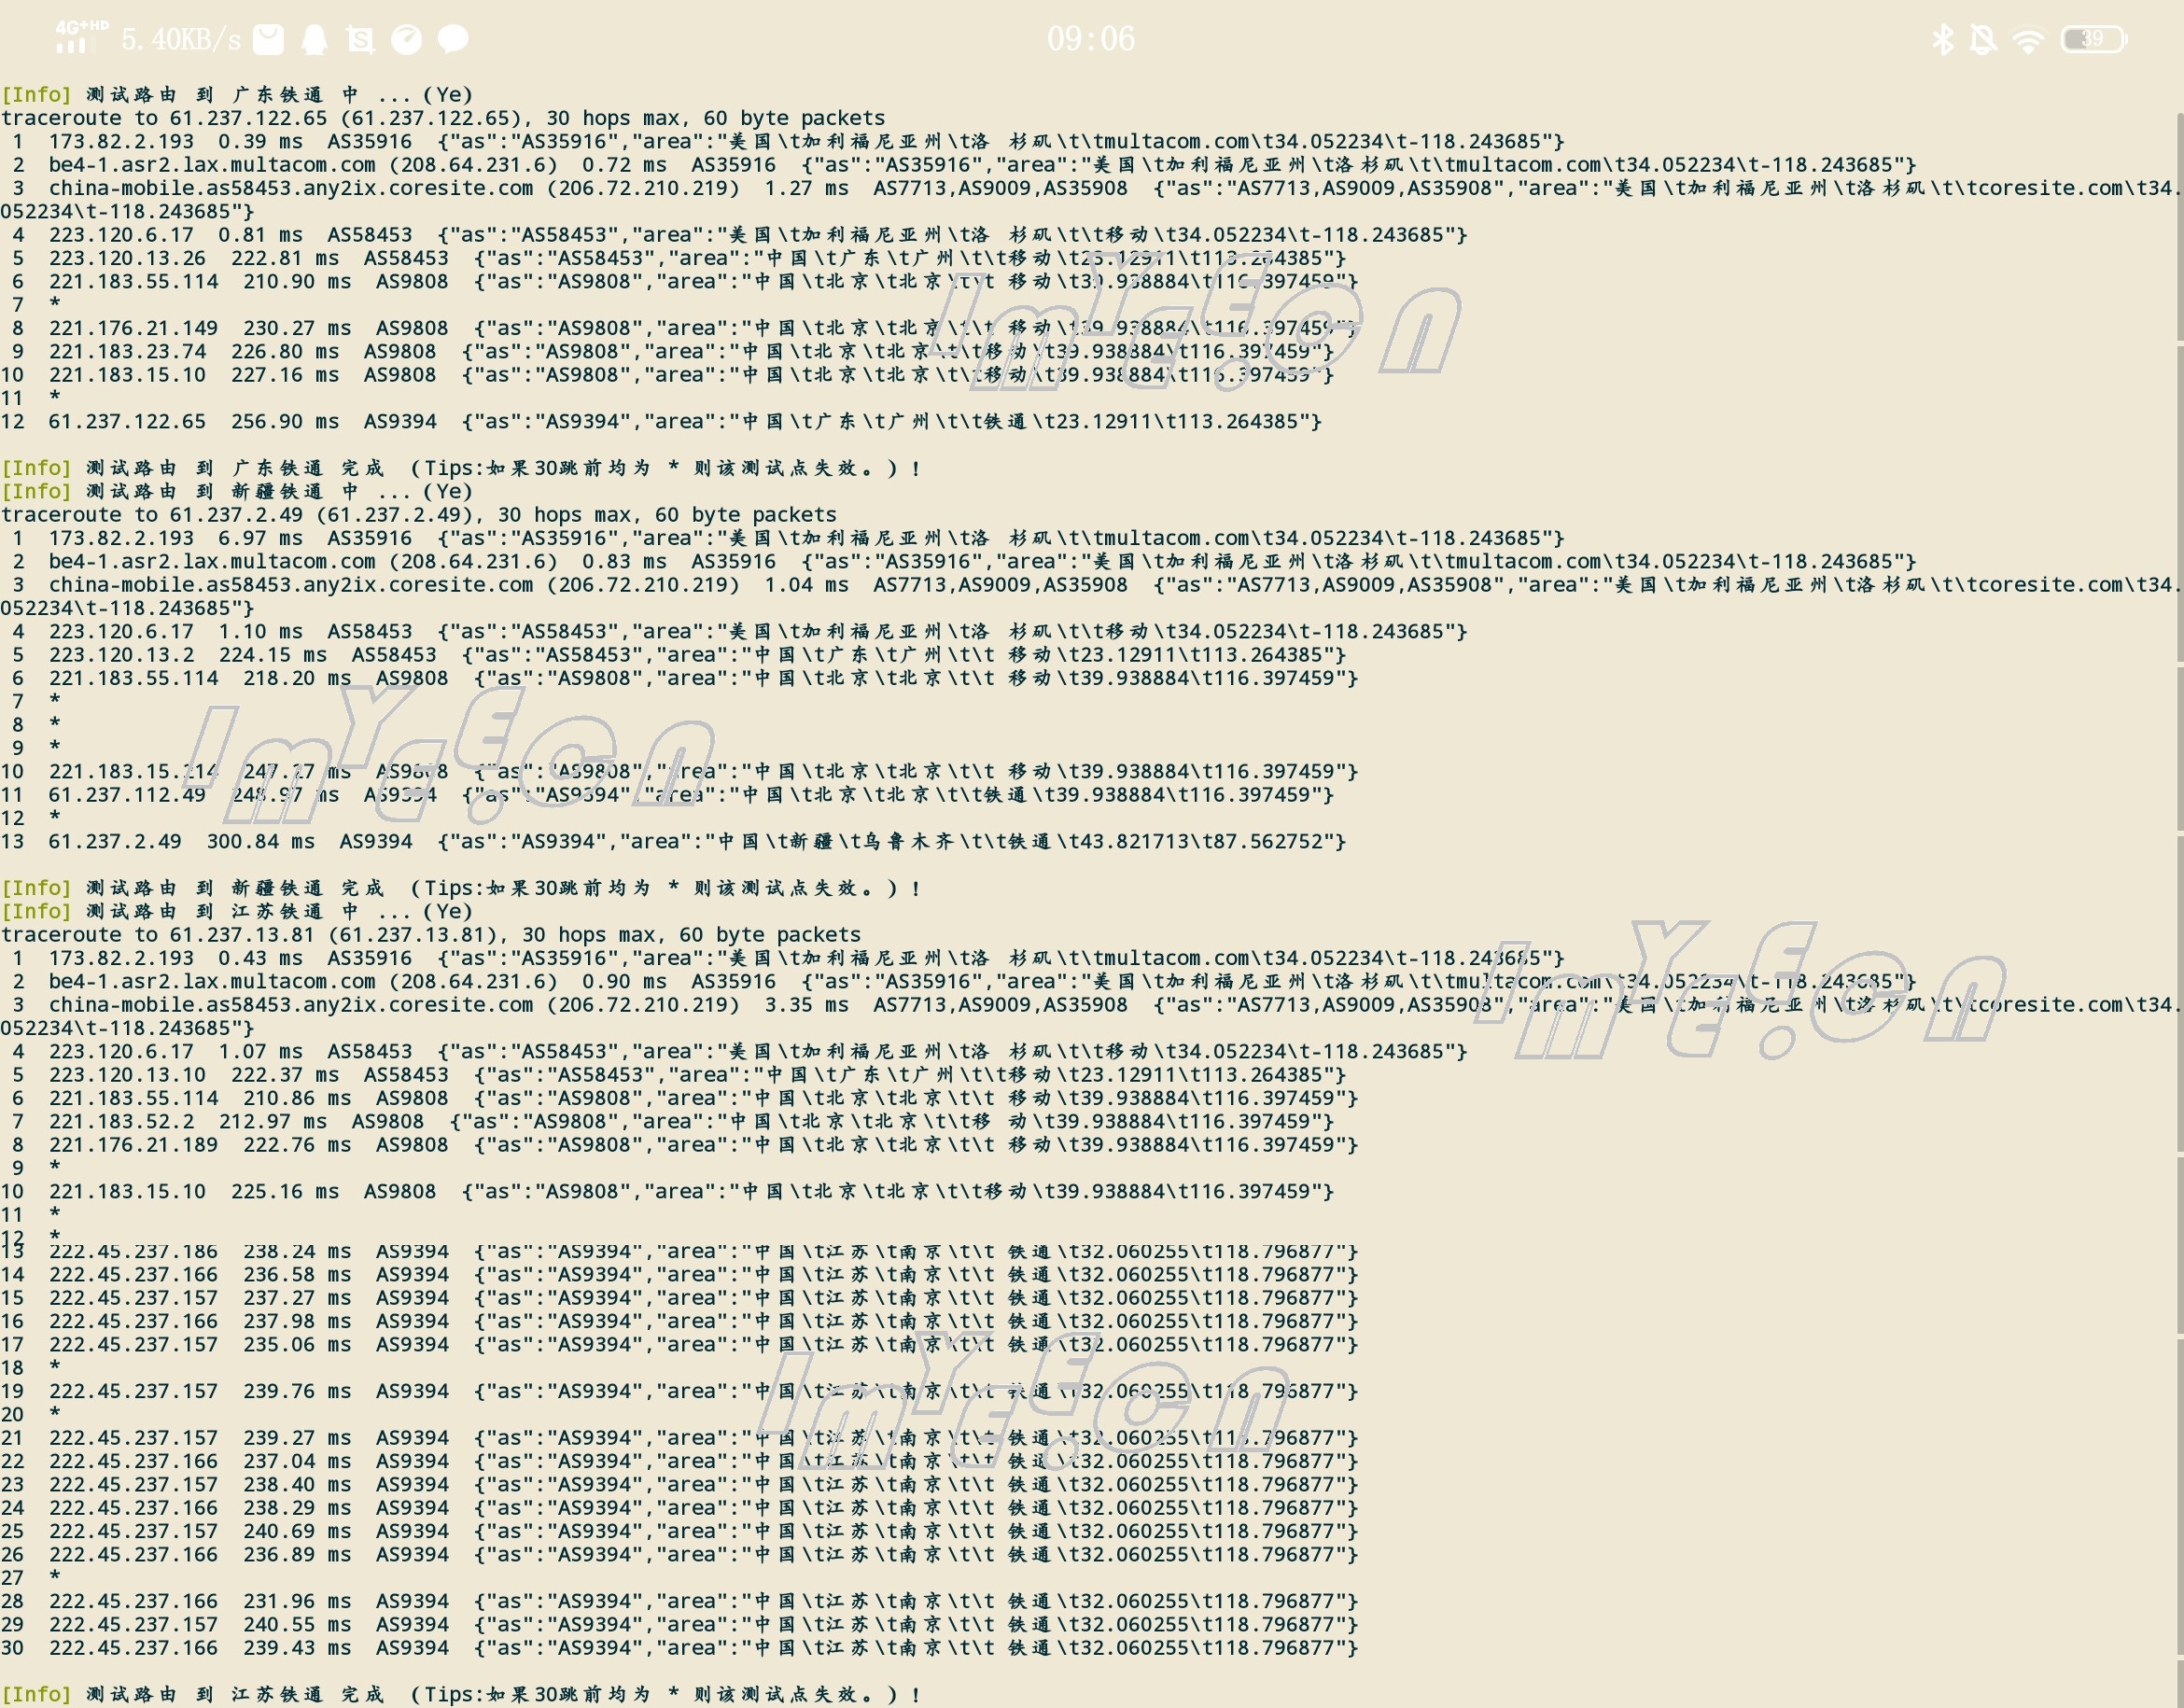 4G+HD 5.40KB/s 09:06 39
[Info] 测试路由 到 广东铁通 中 ... (Ye)
traceroute to 61.237.122.65 (61.237.122.65), 30 hops max, 60 byte packets
1 173.82.2.193 0.39 ms AS35916 {"as":"AS35916","area":"美国\t加利福尼亚州\t洛 杉矶\t\tmultacom.com\t34.052234\t-118.243685"}
2 be4-1.asr2.lax.multacom.com (208.64.231.6) 0.72 ms AS35916 {"as":"AS35916","area":"美国\t加利福尼亚州\t洛杉矶\t\tmultacom.com\t34.052234\t-118.243685"}
3 china-mobile.as58453.any2ix.coresite.com (206.72.210.219) 1.27 ms AS7713,AS9009,AS35908 {"as":"AS7713,AS9009,AS35908","area":"美国\t加利福尼亚州\t洛杉矶\t\tcoresite.com\t34.
052234\t-118.243685"}
4 223.120.6.17 0.81 ms AS58453 {"as":"AS58453","area":"美国\t加利福尼亚州\t洛 杉矶\t\t移动\t34.052234\t-118.243685"}
5 223.120.13.26 222.81 ms AS58453 {"as":"AS58453","area":"中国\t广东\t广州\t\t移动\t23.12911\t113.264385"}
6 221.183.55.114 210.90 ms AS9808 {"as":"AS9808","area":"中国\t北京\t北京\t\t 移动\t39.938884\t116.397459"}
7 *
8 221.176.21.149 230.27 ms AS9808 {"as":"AS9808","area":"中国\t北京\t北京\t\t 移动\t39.938884\t116.397459"}
9 221.183.23.74 226.80 ms AS9808 {"as":"AS9808","area":"中国\t北京\t北京\t\t移动\t39.938884\t116.397459"}
10 221.183.15.10 227.16 ms AS9808 {"as":"AS9808","area":"中国\t北京\t北京\t\t移动\t39.938884\t116.397459"}
11 *
12 61.237.122.65 256.90 ms AS9394 {"as":"AS9394","area":"中国\t广东\t广州\t\t铁通\t23.12911\t113.264385"}
[Info] 测试路由 到 广东铁通 完成 (Tips:如果30跳前均为 * 则该测试点失效。) !
[Info] 测试路由 到 新疆铁通 中 ... (Ye)
traceroute to 61.237.2.49 (61.237.2.49), 30 hops max, 60 byte packets
1 173.82.2.193 6.97 ms AS35916 {"as":"AS35916","area":"美国\t加利福尼亚州\t洛 杉矶\t\tmultacom.com\t34.052234\t-118.243685"}
2 be4-1.asr2.lax.multacom.com (208.64.231.6) 0.83 ms AS35916 {"as":"AS35916","area":"美国\t加利福尼亚州\t洛杉矶\t\tmultacom.com\t34.052234\t-118.243685"}
3 china-mobile.as58453.any2ix.coresite.com (206.72.210.219) 1.04 ms AS7713,AS9009,AS35908 {"as":"AS7713,AS9009,AS35908","area":"美国\t加利福尼亚州\t洛杉矶\t\tcoresite.com\t34.
052234\t-118.243685"}
4 223.120.6.17 1.10 ms AS58453 {"as":"AS58453","area":"美国\t加利福尼亚州\t洛 杉矶\t\t移动\t34.052234\t-118.243685"}
5 223.120.13.2 224.15 ms AS58453 {"as":"AS58453","area":"中国\t广东\t广州\t\t 移动\t23.12911\t113.264385"}
6 221.183.55.114 218.20 ms AS9808 {"as":"AS9808","area":"中国\t北京\t北京\t\t 移动\t39.938884\t116.397459"}
7 *
8 *
9 *
10 221.183.15.214 247.27 ms AS9808 {"as":"AS9808","area":"中国\t北京\t北京\t\t 移动\t39.938884\t116.397459"}
11 61.237.112.49 248.97 ms AS9394 {"as":"AS9394","area":"中国\t北京\t北京\t\t铁通\t39.938884\t116.397459"}
12 *
13 61.237.2.49 300.84 ms AS9394 {"as":"AS9394","area":"中国\t新疆\t乌鲁木齐\t\t铁通\t43.821713\t87.562752"}
[Info] 测试路由 到 新疆铁通 完成 (Tips:如果30跳前均为 * 则该测试点失效。) !
[Info] 测试路由 到 江苏铁通 中 ... (Ye)
traceroute to 61.237.13.81 (61.237.13.81), 30 hops max, 60 byte packets
1 173.82.2.193 0.43 ms AS35916 {"as":"AS35916","area":"美国\t加利福尼亚州\t洛 杉矶\t\tmultacom.com\t34.052234\t-118.243685"}
2 be4-1.asr2.lax.multacom.com (208.64.231.6) 0.90 ms AS35916 {"as":"AS35916","area":"美国\t加利福尼亚州\t洛杉矶\t\tmultacom.com\t34.052234\t-118.243685"}
3 china-mobile.as58453.any2ix.coresite.com (206.72.210.219) 3.35 ms AS7713,AS9009,AS35908 {"as":"AS7713,AS9009,AS35908","area":"美国\t加利福尼亚州\t洛杉矶\t\tcoresite.com\t34.
052234\t-118.243685"}
4 223.120.6.17 1.07 ms AS58453 {"as":"AS58453","area":"美国\t加利福尼亚州\t洛 杉矶\t\t移动\t34.052234\t-118.243685"}
5 223.120.13.10 222.37 ms AS58453 {"as":"AS58453","area":"中国\t广东\t广州\t\t移动\t23.12911\t113.264385"}
6 221.183.55.114 210.86 ms AS9808 {"as":"AS9808","area":"中国\t北京\t北京\t\t 移动\t39.938884\t116.397459"}
7 221.183.52.2 212.97 ms AS9808 {"as":"AS9808","area":"中国\t北京\t北京\t\t移 动\t39.938884\t116.397459"}
8 221.176.21.189 222.76 ms AS9808 {"as":"AS9808","area":"中国\t北京\t北京\t\t 移动\t39.938884\t116.397459"}
9 *
10 221.183.15.10 225.16 ms AS9808 {"as":"AS9808","area":"中国\t北京\t北京\t\t移动\t39.938884\t116.397459"}
11 *
12 *
13 222.45.237.186 238.24 ms AS9394 {"as":"AS9394","area":"中国\t江苏\t南京\t\t 铁通\t32.060255\t118.796877"}
14 222.45.237.166 236.58 ms AS9394 {"as":"AS9394","area":"中国\t江苏\t南京\t\t 铁通\t32.060255\t118.796877"}
15 222.45.237.157 237.27 ms AS9394 {"as":"AS9394","area":"中国\t江苏\t南京\t\t 铁通\t32.060255\t118.796877"}
16 222.45.237.166 237.98 ms AS9394 {"as":"AS9394","area":"中国\t江苏\t南京\t\t 铁通\t32.060255\t118.796877"}
17 222.45.237.157 235.06 ms AS9394 {"as":"AS9394","area":"中国\t江苏\t南京\t\t 铁通\t32.060255\t118.796877"}
18 *
19 222.45.237.157 239.76 ms AS9394 {"as":"AS9394","area":"中国\t江苏\t南京\t\t 铁通\t32.060255\t118.796877"}
20 *
21 222.45.237.157 239.27 ms AS9394 {"as":"AS9394","area":"中国\t江苏\t南京\t\t 铁通\t32.060255\t118.796877"}
22 222.45.237.166 237.04 ms AS9394 {"as":"AS9394","area":"中国\t江苏\t南京\t\t 铁通\t32.060255\t118.796877"}
23 222.45.237.157 238.40 ms AS9394 {"as":"AS9394","area":"中国\t江苏\t南京\t\t 铁通\t32.060255\t118.796877"}
24 222.45.237.166 238.29 ms AS9394 {"as":"AS9394","area":"中国\t江苏\t南京\t\t 铁通\t32.060255\t118.796877"}
25 222.45.237.157 240.69 ms AS9394 {"as":"AS9394","area":"中国\t江苏\t南京\t\t 铁通\t32.060255\t118.796877"}
26 222.45.237.166 236.89 ms AS9394 {"as":"AS9394","area":"中国\t江苏\t南京\t\t 铁通\t32.060255\t118.796877"}
27 *
28 222.45.237.166 231.96 ms AS9394 {"as":"AS9394","area":"中国\t江苏\t南京\t\t 铁通\t32.060255\t118.796877"}
29 222.45.237.157 240.55 ms AS9394 {"as":"AS9394","area":"中国\t江苏\t南京\t\t 铁通\t32.060255\t118.796877"}
30 222.45.237.166 239.43 ms AS9394 {"as":"AS9394","area":"中国\t江苏\t南京\t\t 铁通\t32.060255\t118.796877"}
[Info] 测试路由 到 江苏铁通 完成 (Tips:如果30跳前均为 * 则该测试点失效。) !
ImYEE.Cn
ImYEE.Cn
ImYEE.Cn
ImYEE.Cn